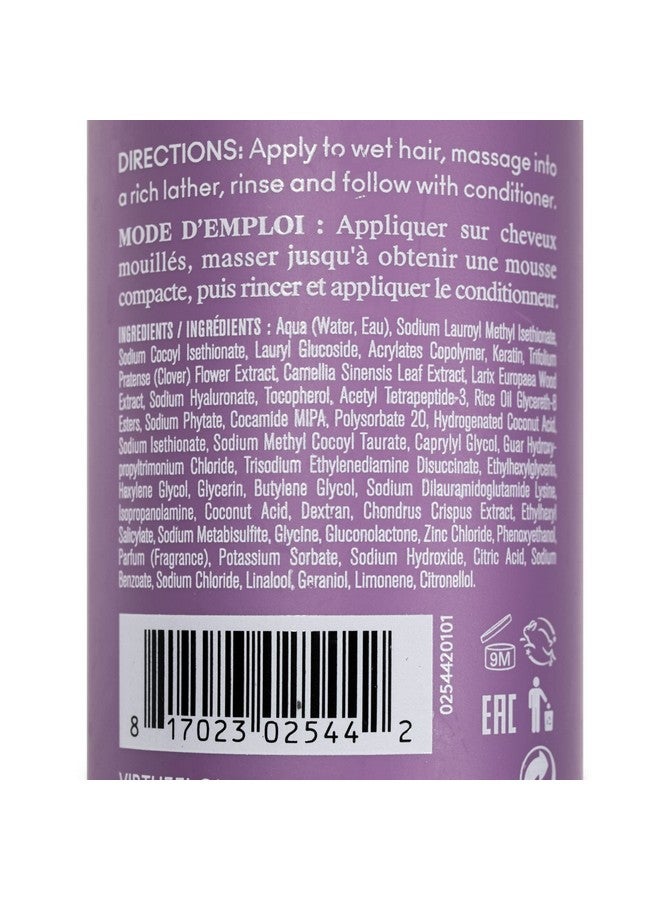 DIRECTIONS: Apply to wet hair, massage into
a rich lather, rinse and follow with conditioner.
MODE D'EMPLOI : Appliquer sur cheveux
mouillés, masser jusqu'à obtenir une mousse
compacte, puis rincer et appliquer le conditionneur.
INGREDIENTS / INGRÉDIENTS : Aqua (Water, Eau), Sodium Lauroyl Methyl Isethionate,
Sodium Cocoyl Isethionate, Lauryl Glucoside, Acrylates Copolymer, Keratin, Trifolium
Pratense (Clover) Flower Extract, Camellia Sinensis Leaf Extract, Larix Europaea Wood
Extract, Sodium Hyaluronate, Tocopherol, Acetyl Tetrapeptide-3, Rice Oil Glycereth-8
Esters, Sodium Phytate, Cocamide MIPA, Polysorbate 20, Hydrogenated Coconut Acid,
Sodium Isethionate, Sodium Methyl Cocoyl Taurate, Caprylyl Glycol, Guar Hydroxy-
propyltrimonium Chloride, Trisodium Ethylenediamine Disuccinate, Ethylhexylglycerin,
Hexylene Glycol, Glycerin, Butylene Glycol, Sodium Dilauramidoglutamide Lysine,
Isopropanolamine, Coconut Acid, Dextran, Chondrus Crispus Extract, Ethylhexyl
Salicylate, Sodium Metabisulfite, Glycine, Gluconolactone, Zinc Chloride, Phenoxyethanol,
Parfum (Fragrance), Potassium Sorbate, Sodium Hydroxide, Citric Acid, Sodium
Benzoate, Sodium Chloride, Linalool, Geraniol, Limonene, Citronellol.
0254420101
9M
EAC
8 17023 02544 2